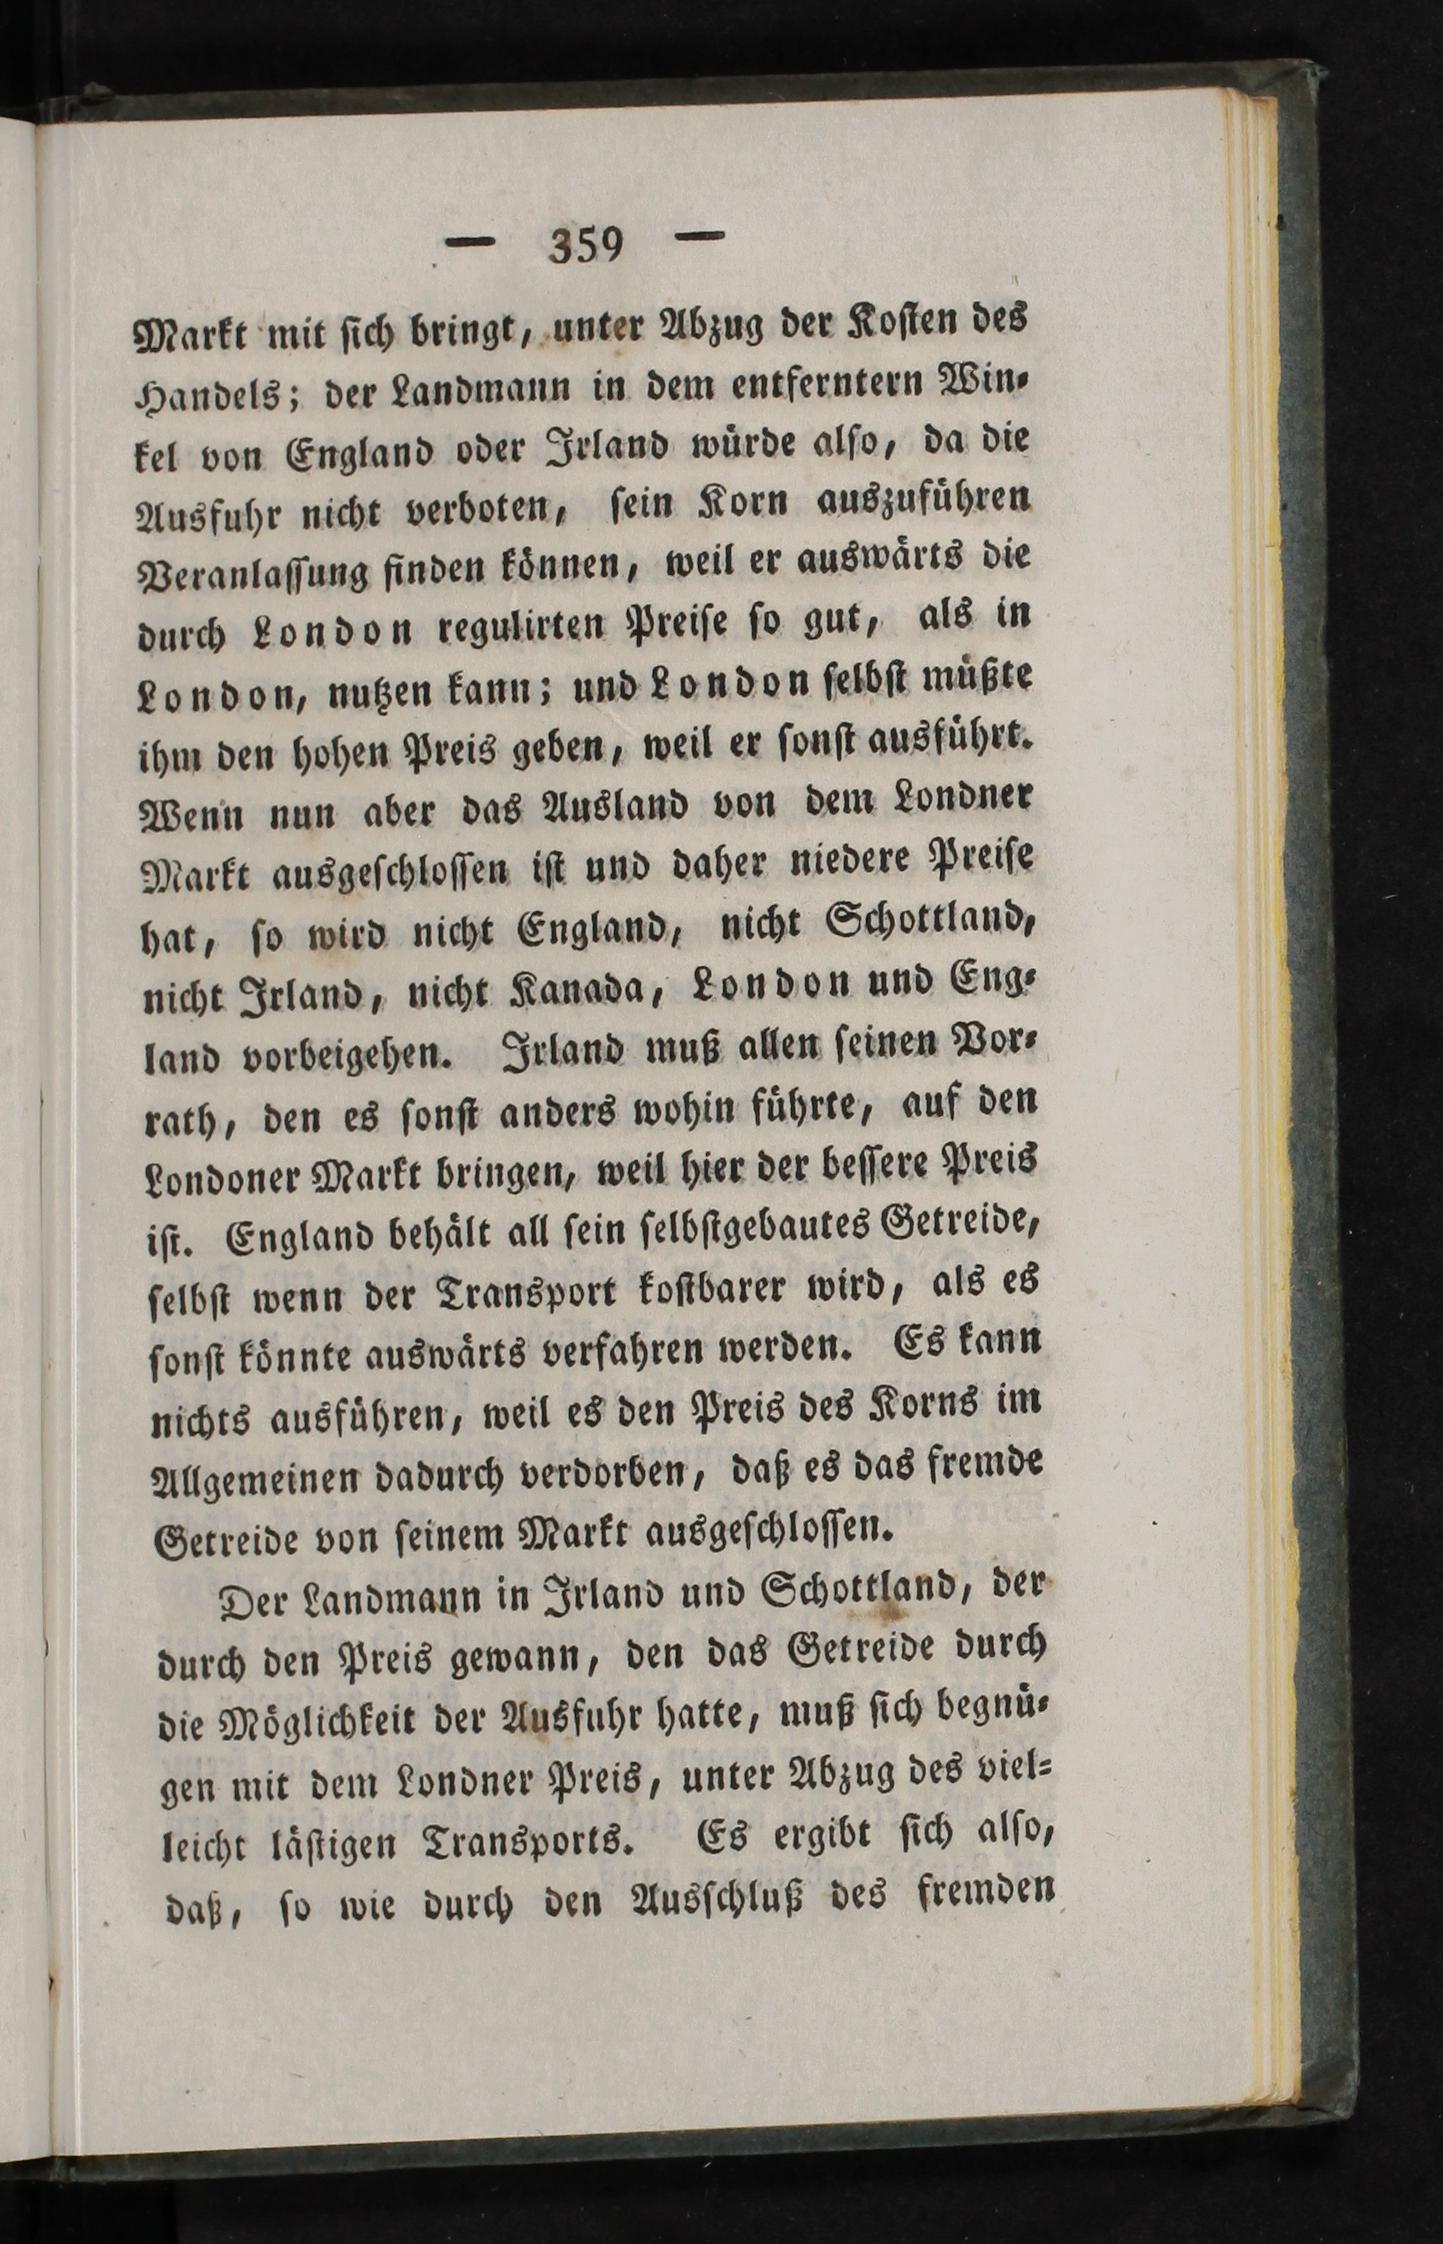 — 359 —
Markt mit ſich bringt, unter Abzug der Koſten des
Handels; der Landmann in dem entferntern Win⸗
kel von England oder Irland würde alſo, da die
Ausfuhr nicht verboten, ſein Korn auszuführen
Veranlaſſung finden können, weil er auswärts die
durch London regulirten Preiſe ſo gut, als in
London, nutzen kann; und London ſelbſt müßte
ihm den hohen Preis geben, weil er ſonſt ausführt.
Wenn nun aber das Ausland von dem Londner
Markt ausgeſchloſſen iſt und daher niedere Preiſe
hat, ſo wird nicht England, nicht Schottland,
nicht Irland, nicht Kanada, London und Eng⸗
land vorbeigehen. Irland muß allen ſeinen Vor⸗
rath, den es ſonſt anders wohin führte, auf den
Londoner Markt bringen, weil hier der beſſere Preis
iſt. England behält all ſein ſelbſtgebautes Getreide,
ſelbſt wenn der Transport koſtbarer wird, als es
ſonſt könnte auswärts verfahren werden. Es kann
nichts ausführen, weil es den Preis des Korns im
Allgemeinen dadurch verdorben, daß es das fremde
Getreide von ſeinem Markt ausgeſchloſſen.
Der Landmann in Irland und Schottland, der
durch den Preis gewann, den das Getreide durch
die Möglichkeit der Ausfuhr hatte, muß ſich begnü⸗
gen mit dem Londner Preis, unter Abzug des viel⸗
leicht läſtigen Transports. Es ergibt ſich alſo,
daß, ſo wie durch den Ausſchluß des fremden